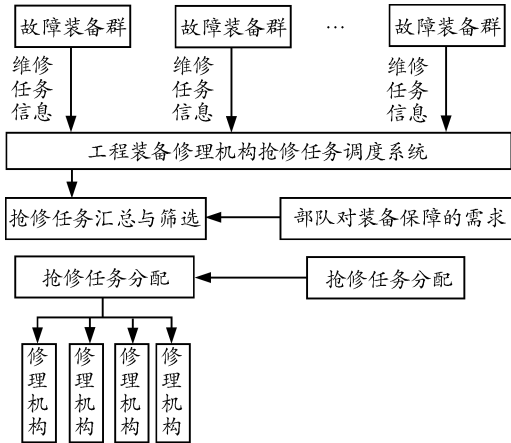 故障装备群
故障装备群
…
故障装备群
维修
任务
信息
维修
任务
信息
维修
任务
信息
工程装备修理机构抢修任务调度系统
抢修任务汇总与筛选
部队对装备保障的需求
抢修任务分配
抢修任务分配
修理机构
修理机构
修理机构
修理机构